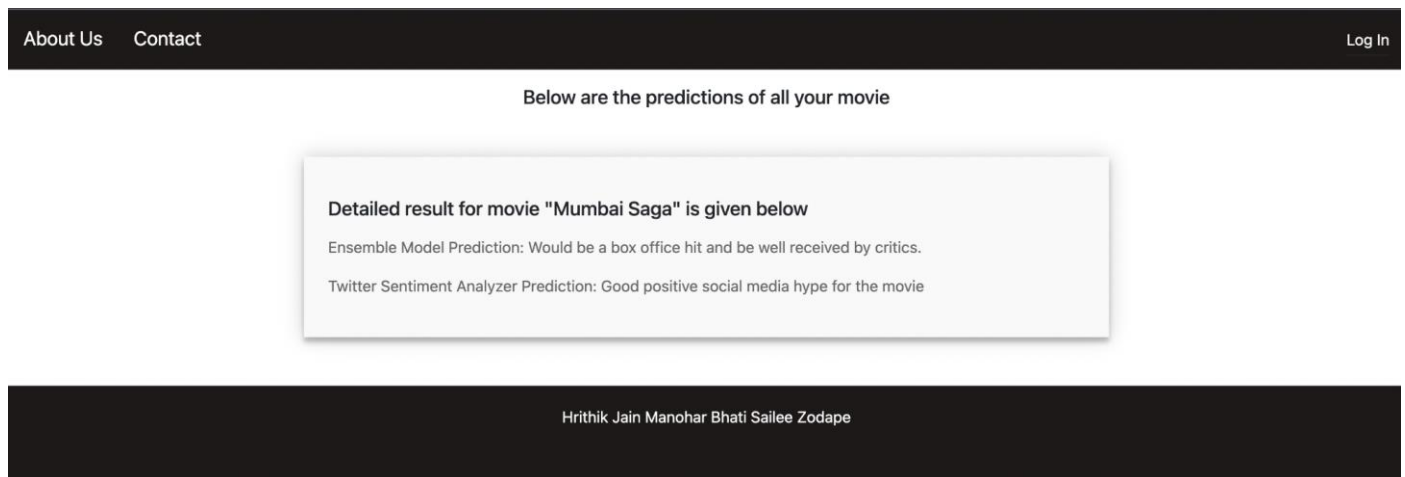 About Us Contact Log In
Below are the predictions of all your movie
Detailed result for movie "Mumbai Saga" is given below
Ensemble Model Prediction: Would be a box office hit and be well received by critics.
Twitter Sentiment Analyzer Prediction: Good positive social media hype for the movie
Hrithik Jain Manohar Bhati Sailee Zodape